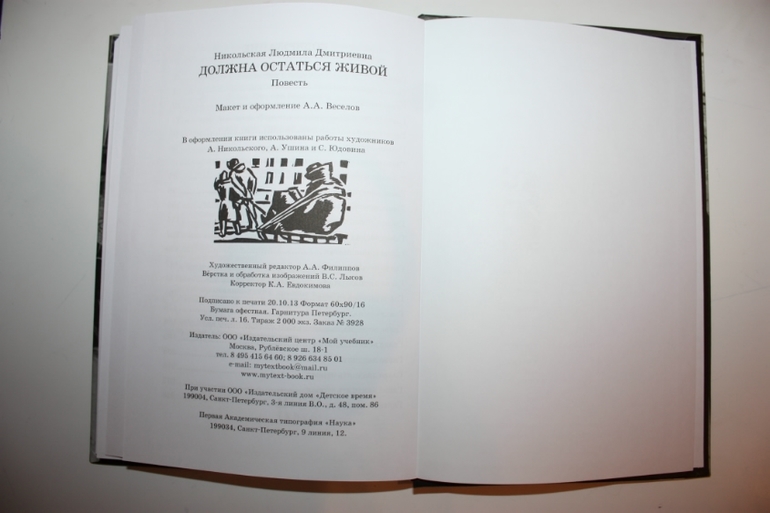 Никольская Людмила Дмитриевна
ДОЛЖНА ОСТАТЬСЯ ЖИВОЙ
Повесть
Макет и оформление А.А. Веселов
В оформлении книги использованы работы художников
А. Никольского, А. Ушина и С. Юдовина
Художественный редактор А.А. Филиппов
Вёрстка и обработка изображений В.С. Лысов
Корректор К.А. Евдокимова
Подписано к печати 20.10.13 Формат 60х90/16
Бумага офсетная. Гарнитура Петербург.
Усл. печ. л. 16. Тираж 2 000 экз. Заказ № 3928
Издатель: ООО «Издательский центр «Мой учебник»
Москва, Рублёвское ш. 18-1
тел. 8 495 415 64 60; 8 926 634 85 01
e-mail: mytextbook@mail.ru
www.mytext-book.ru
При участии ООО «Издательский дом «Детское время»
199004, Санкт-Петербург, 3-я линия В.О., д. 48, пом. 86
Первая Академическая типография «Наука»
199034, Санкт-Петербург, 9 линия, 12.